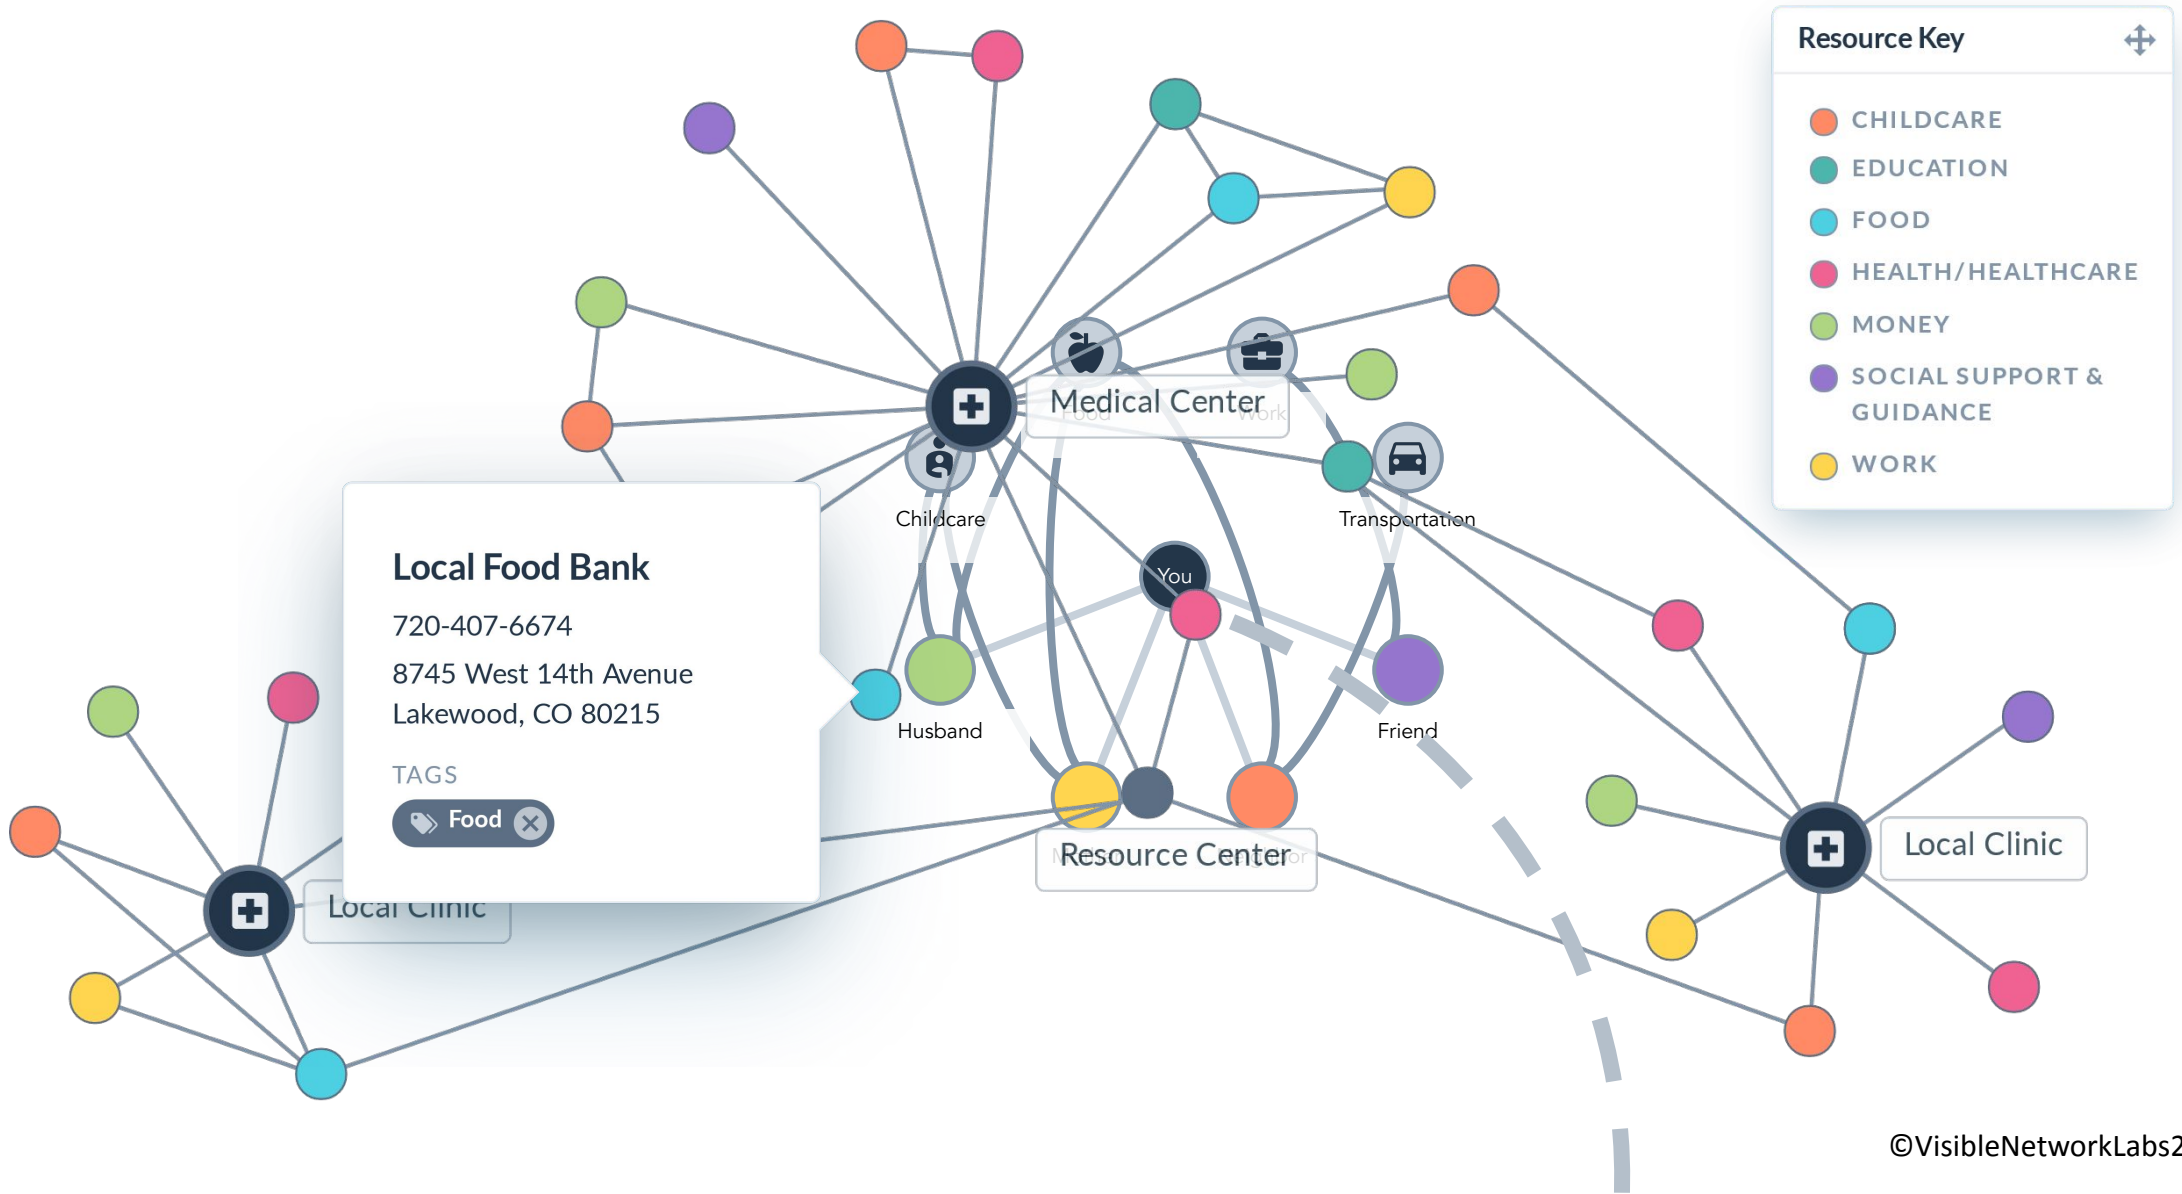 Resource Key
CHILDCARE
EDUCATION
FOOD
HEALTH/HEALTHCARE
MONEY
SOCIAL SUPPORT &
GUIDANCE
WORK
Medical Center
Food
Work
Childcare
Transportation
You
Local Food Bank
720-407-6674
8745 West 14th Avenue
Lakewood, CO 80215
TAGS
Food
Husband
Friend
Resource Center
Local Clinic
Local Clinic
©VisibleNetworkLabs2